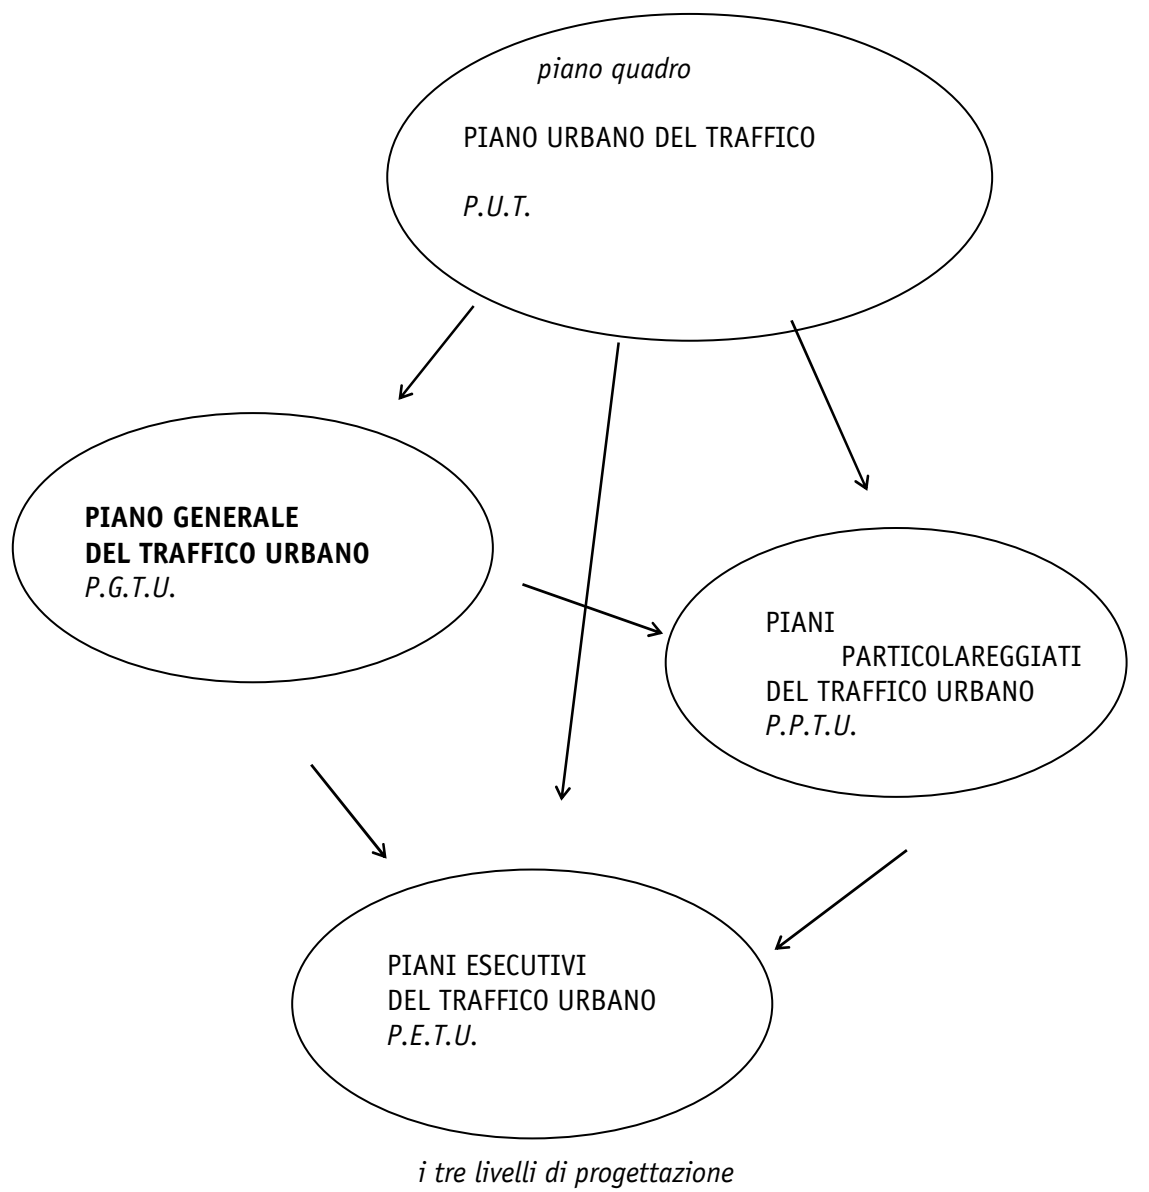 piano quadro
PIANO URBANO DEL TRAFFICO
P.U.T.
PIANO GENERALE
DEL TRAFFICO URBANO
P.G.T.U.
PIANI
PARTICOLAREGGIATI
DEL TRAFFICO URBANO
P.P.T.U.
PIANI ESECUTIVI
DEL TRAFFICO URBANO
P.E.T.U.
i tre livelli di progettazione